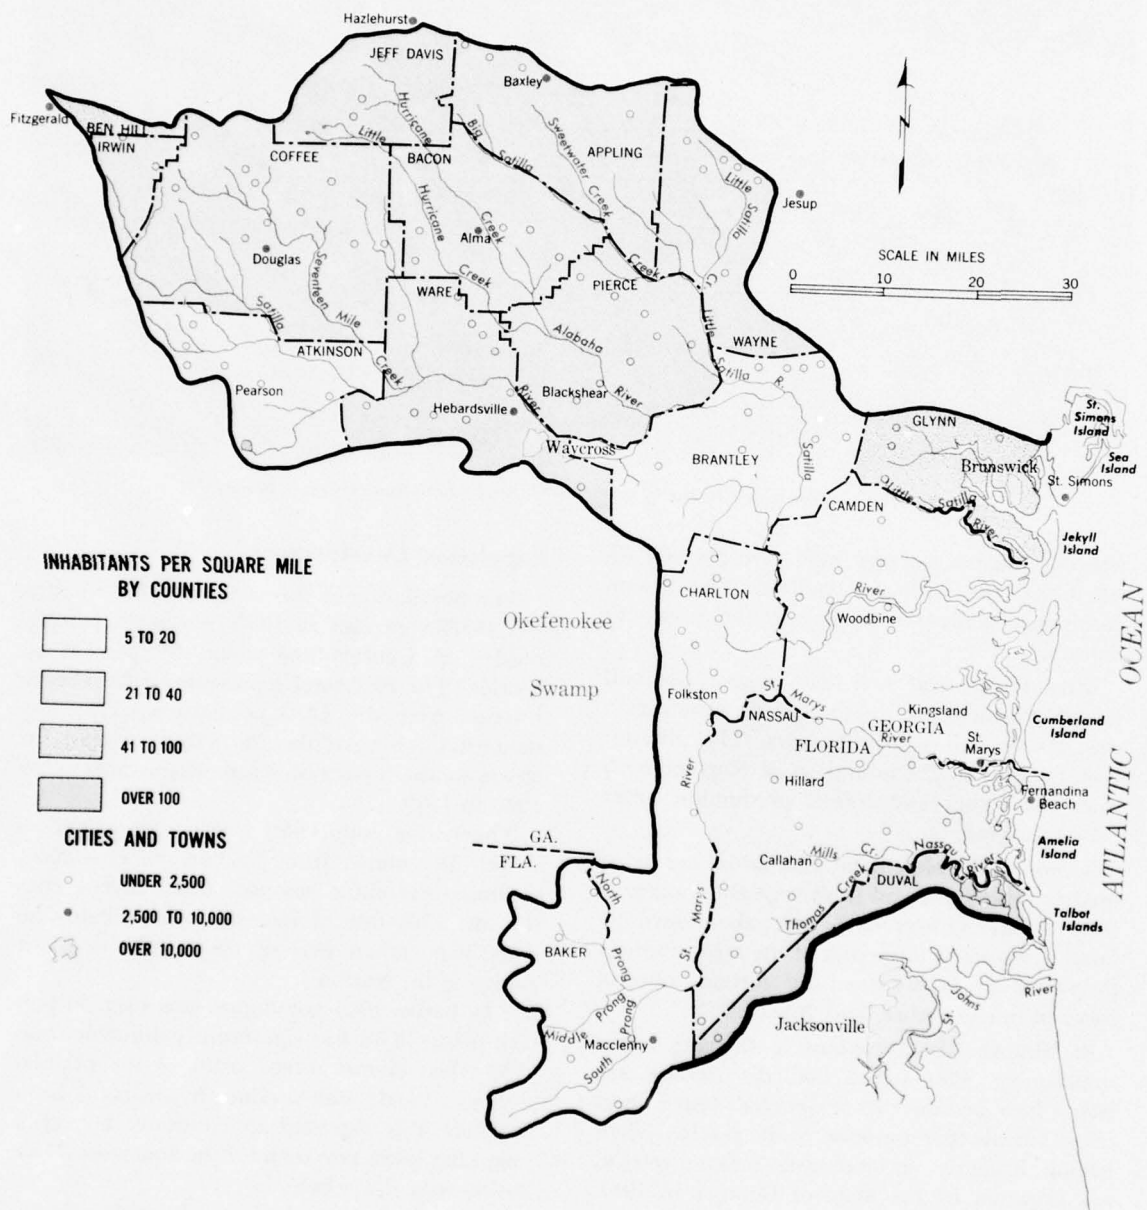 Hazlehurst
JEFF DAVIS
Baxley
Fitzgerald
BEN HILL
IRWIN
COFFEE
BACON
APPLING
Hurricane
Little
Big
Satilla
Sweetwater Creek
Little
Satilla
Cr.
Jesup
Hurricane
Creek
Creek
Alma
Creek
Douglas
Seventeen
Mile
Creek
WARE
PIERCE
SCALE IN MILES
0 10 20 30
Satilla
ATKINSON
Alabaha
River
Little
WAYNE
Satilla R.
Pearson
Hebardsville
River
Blackshear
Waycross
BRANTLEY
Satilla
GLYNN
St.
Simons
Island
Sea
Island
Brunswick
St. Simons
CAMDEN
Little Satilla
River
Jekyll
Island
INHABITANTS PER SQUARE MILE
BY COUNTIES
5 TO 20
21 TO 40
41 TO 100
OVER 100
CITIES AND TOWNS
UNDER 2,500
2,500 TO 10,000
OVER 10,000
CHARLTON
River
Woodbine
Okefenokee
Swamp
Folkston
St. Marys
River
NASSAU
Kingsland
GEORGIA
FLORIDA
St.
Marys
Cumberland
Island
ATLANTIC OCEAN
River
Hillard
Fernandina
Beach
GA.
FLA.
Callahan
Mills Cr.
Nassau
River
Amelia
Island
DUVAL
Thomas Creek
Talbot
Islands
North
Prong
St. Marys
BAKER
Middle Prong
Prong
South
Macclenny
Jacksonville
St. Johns
River